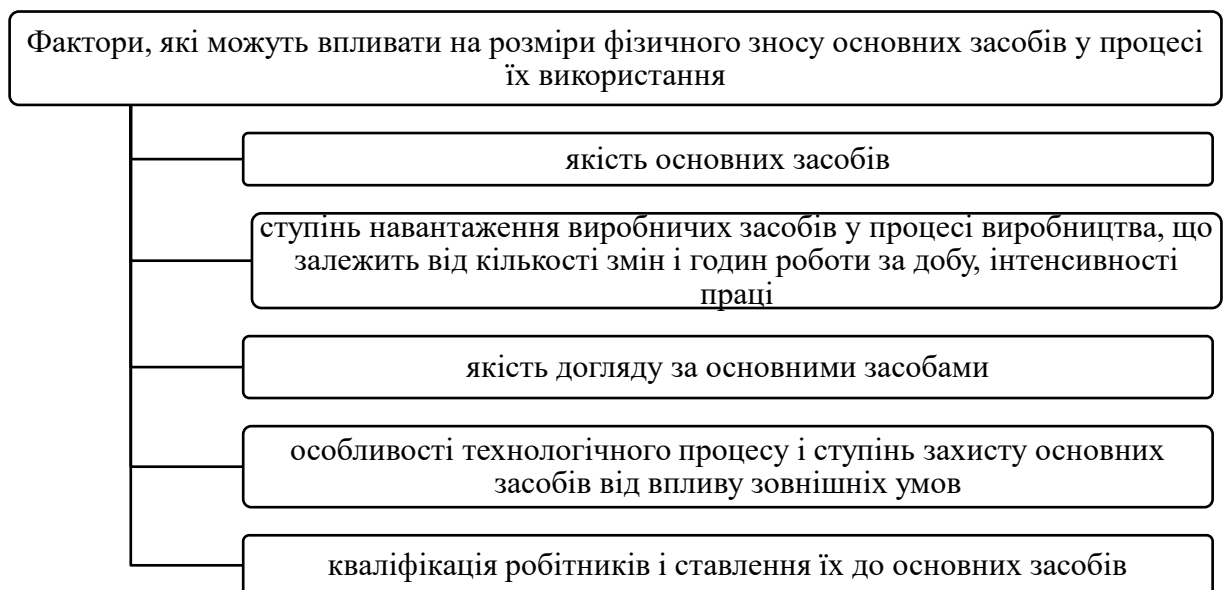 Фактори, які можуть впливати на розміри фізичного зносу основних засобів у процесі
їх використання
якість основних засобів
ступінь навантаження виробничих засобів у процесі виробництва, що
залежить від кількості змін і годин роботи за добу, інтенсивності
праці
якість догляду за основними засобами
особливості технологічного процесу і ступінь захисту основних
засобів від впливу зовнішніх умов
кваліфікація робітників і ставлення їх до основних засобів